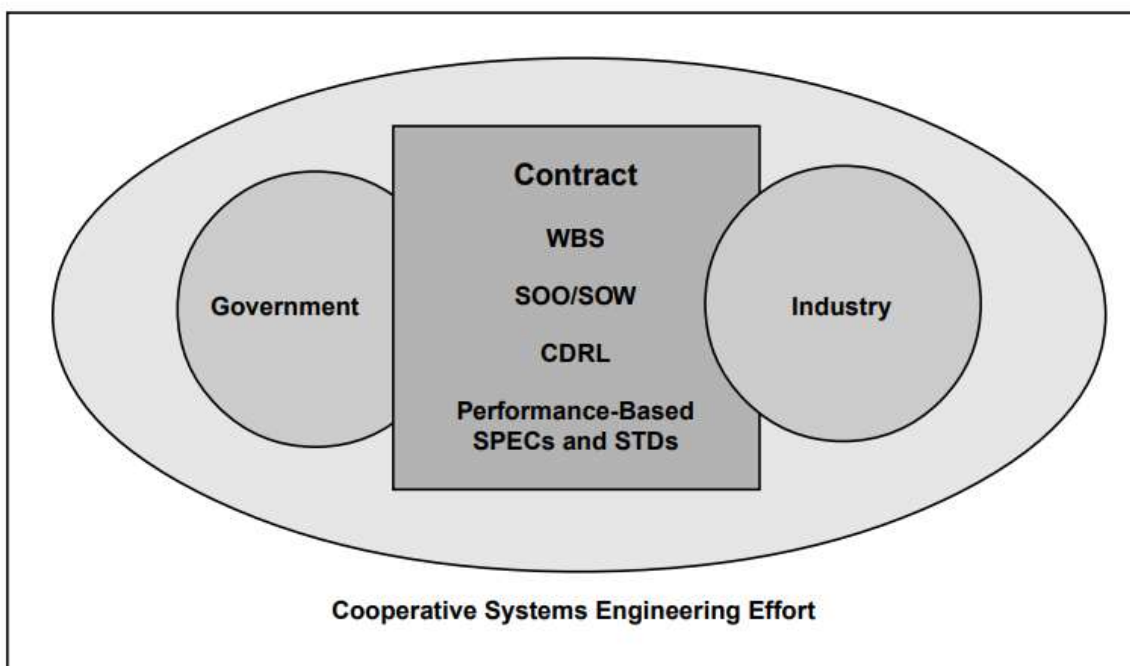 Contract
WBS
SOO/SOW
Government
Industry
CDRL
Performance-Based
SPECs and STDs
Cooperative Systems Engineering Effort